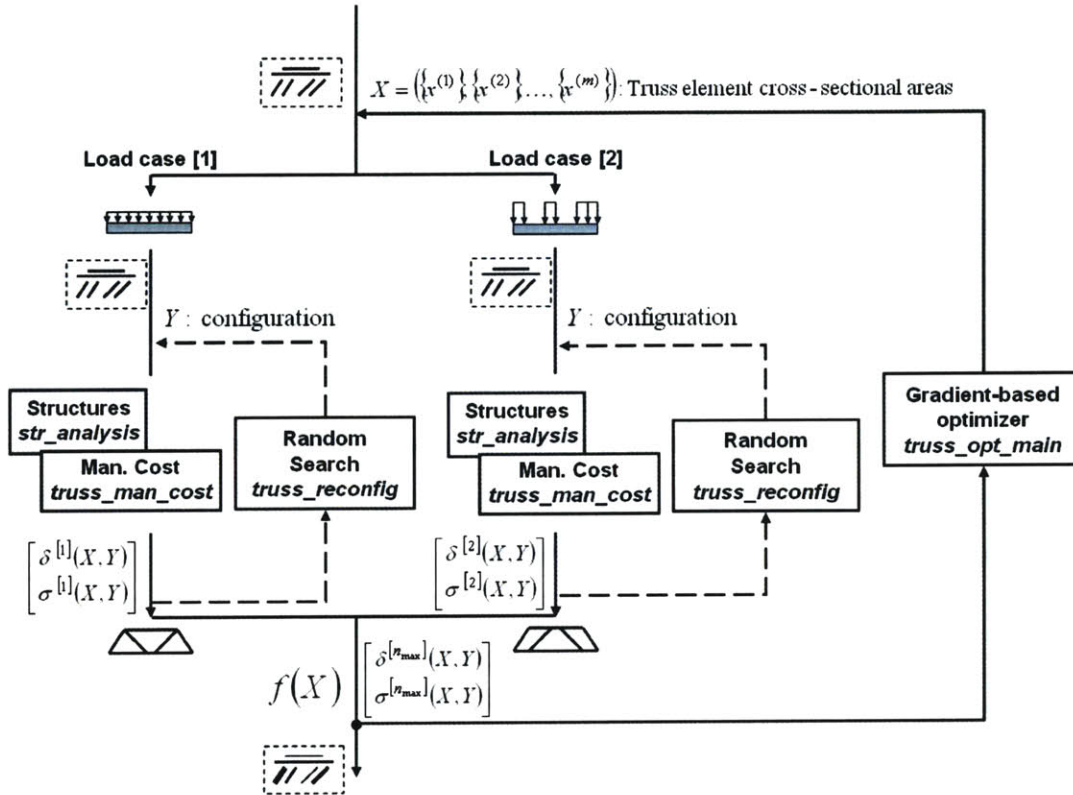 X = ({x^(1)}, {x^(2)}, ..., {x^(m)}): Truss element cross-sectional areas
Load case [1]
Load case [2]
Y : configuration
Y : configuration
Structures
str_analysis
Man. Cost
truss_man_cost
Random
Search
truss_reconfig
Structures
str_analysis
Man. Cost
truss_man_cost
Random
Search
truss_reconfig
Gradient-based
optimizer
truss_opt_main
δ^[1](X,Y)
σ^[1](X,Y)
δ^[2](X,Y)
σ^[2](X,Y)
f(X)
δ^[n_max](X,Y)
σ^[n_max](X,Y)